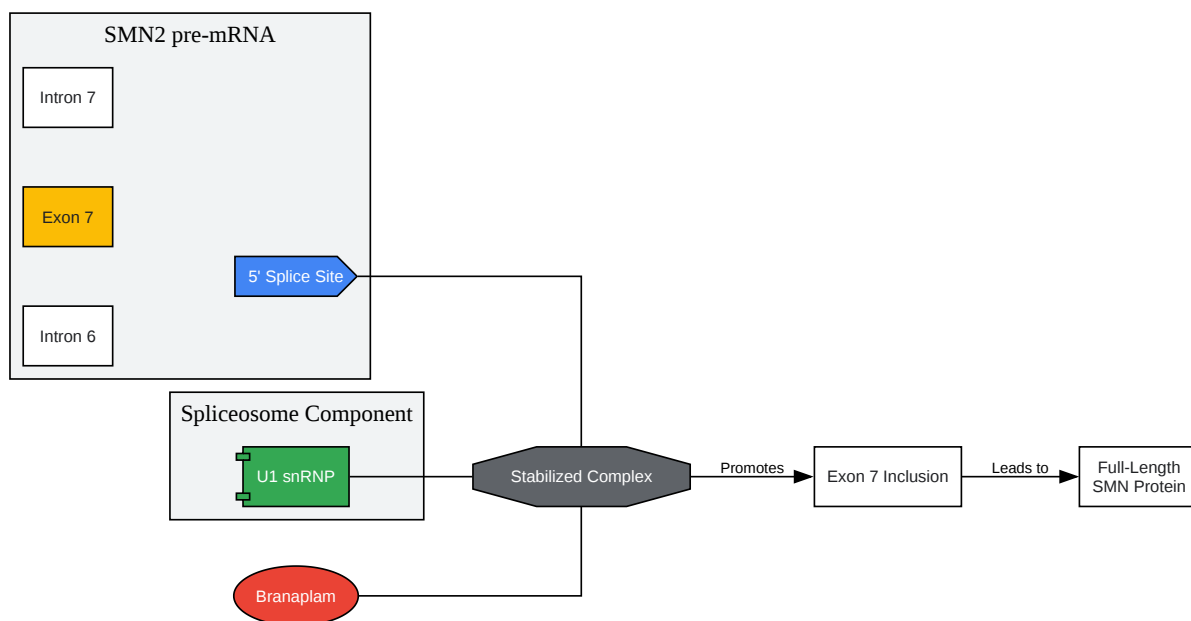 SMN2 pre-mRNA
Intron 7
Exon 7
5' Splice Site
Intron 6
Spliceosome Component
U1 snRNP
Stabilized Complex
Promotes
Exon 7 Inclusion
Leads to
Full-Length
SMN Protein
Branaplam